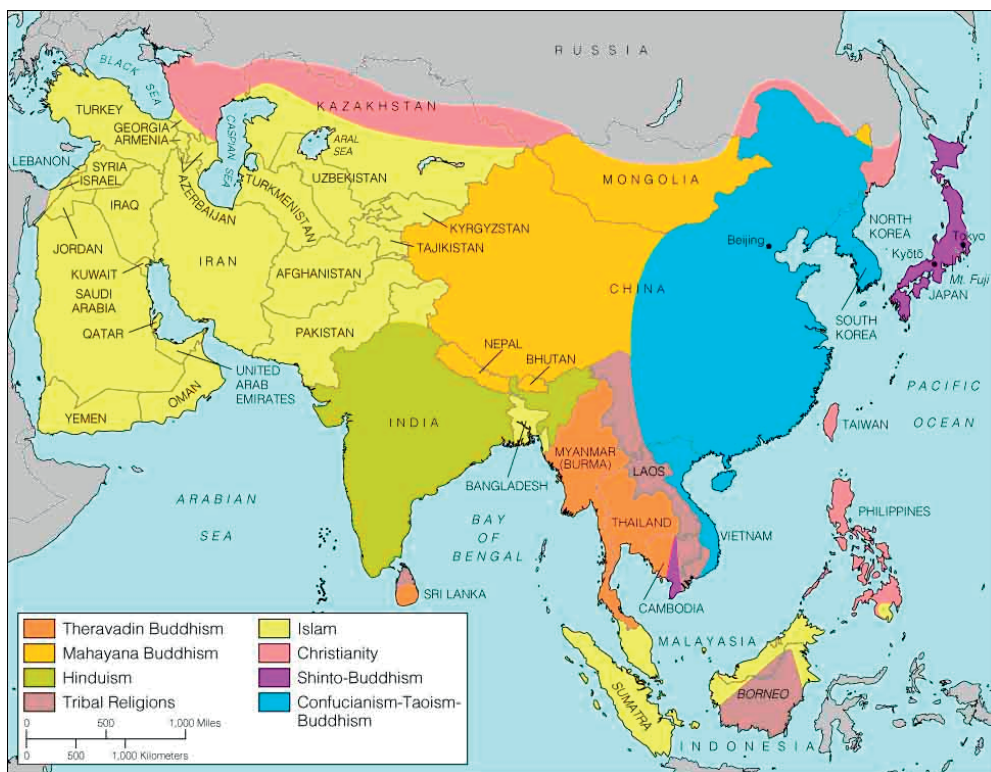 RUSSIA
BLACK
SEA
KAZAKHSTAN
TURKEY
GEORGIA
ARMENIA
CASPIAN SEA
ARAL
SEA
LEBANON
SYRIA
ISRAEL
AZERBAIJAN
TURKMENISTAN
UZBEKISTAN
MONGOLIA
IRAQ
KYRGYZSTAN
NORTH
KOREA
JORDAN
IRAN
TAJIKISTAN
Beijing
Tokyo
Kyōtō
Mt. Fuji
JAPAN
KUWAIT
AFGHANISTAN
CHINA
SAUDI
ARABIA
QATAR
PAKISTAN
SOUTH
KOREA
NEPAL
BHUTAN
UNITED
ARAB
EMIRATES
OMAN
YEMEN
PACIFIC
OCEAN
INDIA
TAIWAN
MYANMAR
(BURMA)
LAOS
BANGLADESH
ARABIAN
SEA
BAY
OF
BENGAL
THAILAND
VIETNAM
PHILIPPINES
SRI LANKA
CAMBODIA
MALAYASIA
SUMATRA
BORNEO
INDONESIA
Theravadin Buddhism
Mahayana Buddhism
Hinduism
Tribal Religions
Islam
Christianity
Shinto-Buddhism
Confucianism-Taoism-
Buddhism
0 500 1,000 Miles
0 500 1,000 Kilometers